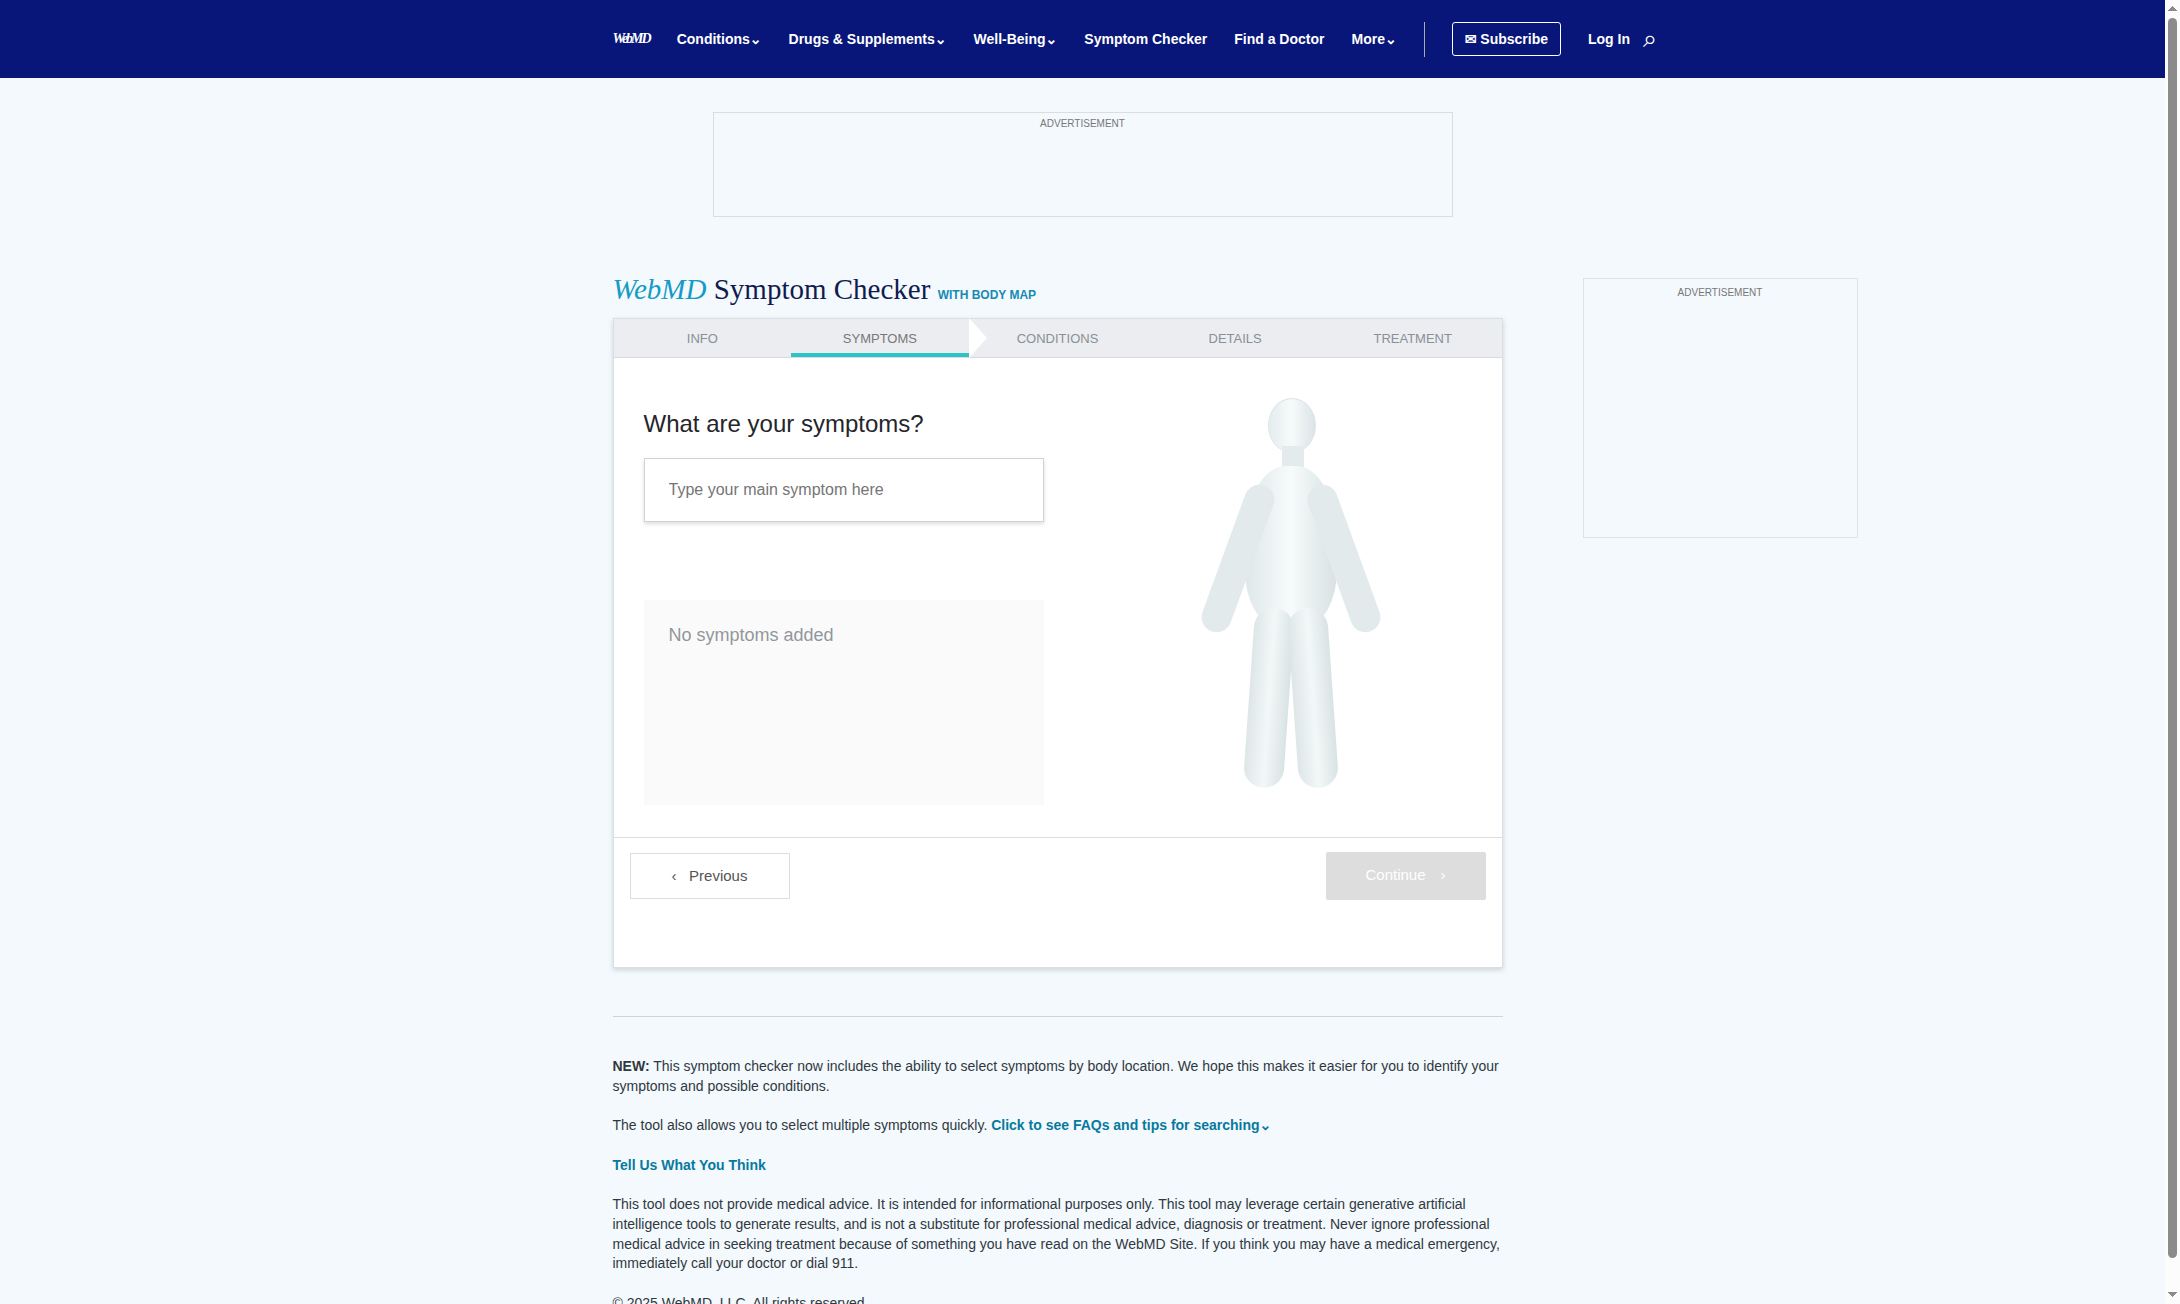 WebMD Conditions⌄ Drugs & Supplements⌄ Well-Being⌄ Symptom Checker Find a Doctor More⌄ ✉ Subscribe Log In
ADVERTISEMENT
WebMD Symptom Checker WITH BODY MAP
ADVERTISEMENT
INFO SYMPTOMS CONDITIONS DETAILS TREATMENT
What are your symptoms?
Type your main symptom here
No symptoms added
‹ Previous
Continue ›
NEW: This symptom checker now includes the ability to select symptoms by body location. We hope this makes it easier for you to identify your
symptoms and possible conditions.
The tool also allows you to select multiple symptoms quickly. Click to see FAQs and tips for searching⌄
Tell Us What You Think
This tool does not provide medical advice. It is intended for informational purposes only. This tool may leverage certain generative artificial
intelligence tools to generate results, and is not a substitute for professional medical advice, diagnosis or treatment. Never ignore professional
medical advice in seeking treatment because of something you have read on the WebMD Site. If you think you may have a medical emergency,
immediately call your doctor or dial 911.
© 2025 WebMD, LLC. All rights reserved.